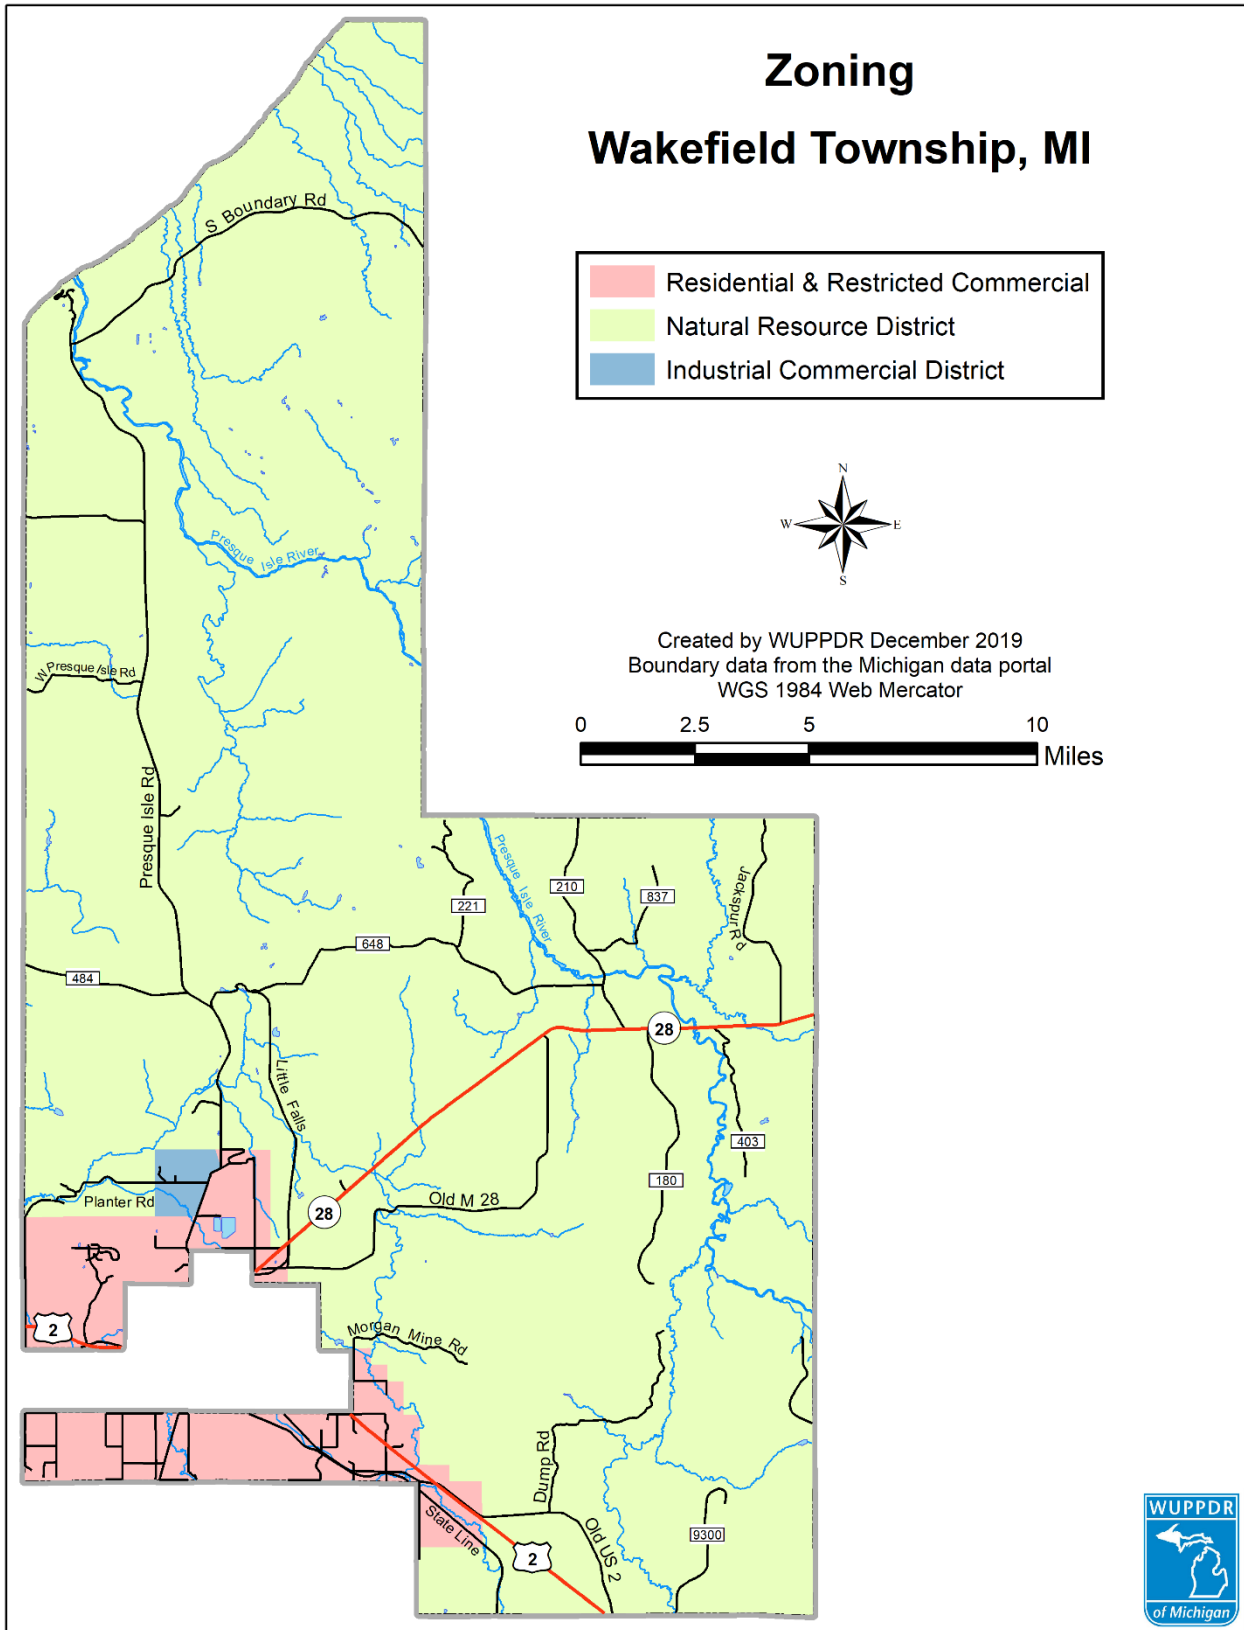 Zoning
Wakefield Township, MI
Residential & Restricted Commercial
Natural Resource District
Industrial Commercial District
N
W
E
S
Created by WUPPDR December 2019
Boundary data from the Michigan data portal
WGS 1984 Web Mercator
0 2.5 5 10
Miles
S Boundary Rd
Presque Isle River
W Presque Isle Rd
Presque Isle Rd
Presque Isle River
210
837
Jackspur Rd
221
648
484
28
Little Falls
403
180
Planter Rd
Old M 28
28
2
Morgan Mine Rd
Dump Rd
State Line
Old US 2
9300
2
WUPPDR
of Michigan